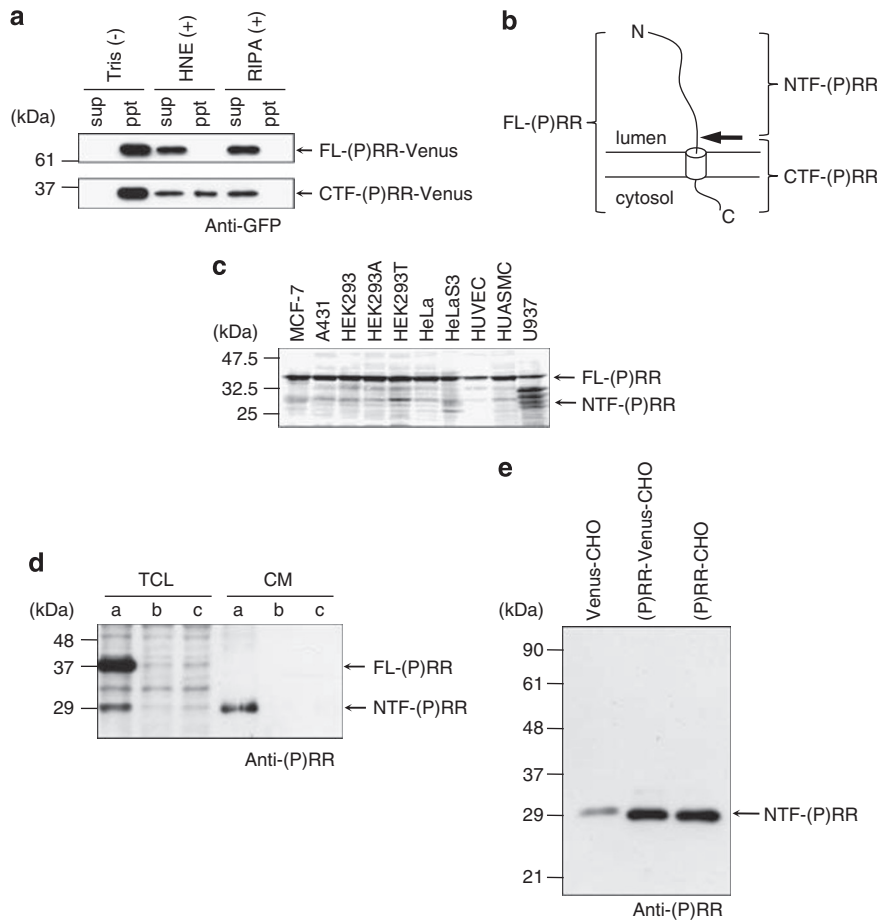 a
Tris (-) HNE (+) RIPA (+)
sup ppt sup ppt sup ppt
(kDa)
61
FL-(P)RR-Venus
37
CTF-(P)RR-Venus
Anti-GFP
b
N
FL-(P)RR
NTF-(P)RR
lumen
CTF-(P)RR
cytosol
C
c
MCF-7 A431 HEK293 HEK293A HEK293T HeLa HeLaS3 HUVEC HUASMC U937
(kDa)
47.5
FL-(P)RR
32.5
NTF-(P)RR
25
d
TCL CM
(kDa) a b c a b c
48
37 FL-(P)RR
29 NTF-(P)RR
Anti-(P)RR
e
Venus-CHO (P)RR-Venus-CHO (P)RR-CHO
(kDa)
90
61
48
37
29 NTF-(P)RR
21
Anti-(P)RR